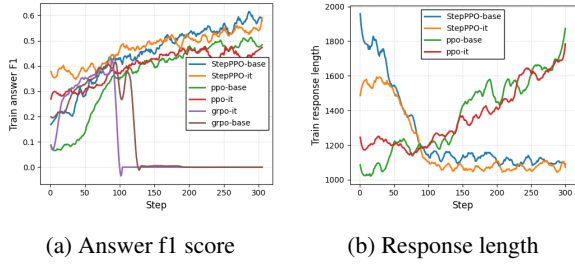 Train answer F1
0.6
0.5
0.4
0.3
0.2
0.1
0.0
StepPPO-base
StepPPO-it
ppo-base
ppo-it
grpo-it
grpo-base
0 50 100 150 200 250 300
Step
(a) Answer f1 score
Train response length
2000
1800
1600
1400
1200
1000
StepPPO-base
StepPPO-it
ppo-base
ppo-it
0 50 100 150 200 250 300
Step
(b) Response length